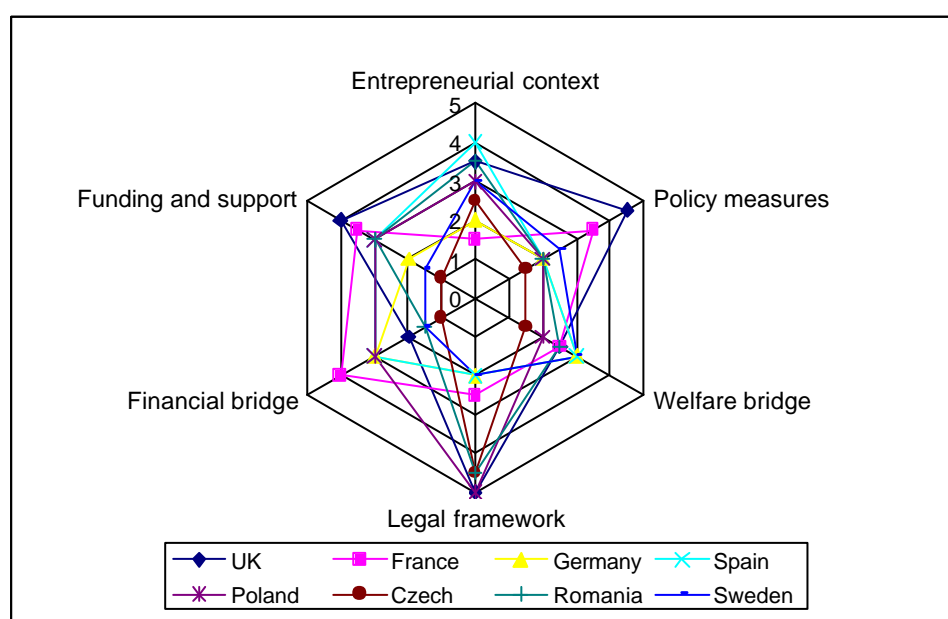 Entrepreneurial context
5
4
Funding and support
Policy measures
3
2
1
0
Financial bridge
Welfare bridge
Legal framework
UK France Germany Spain
Poland Czech Romania Sweden